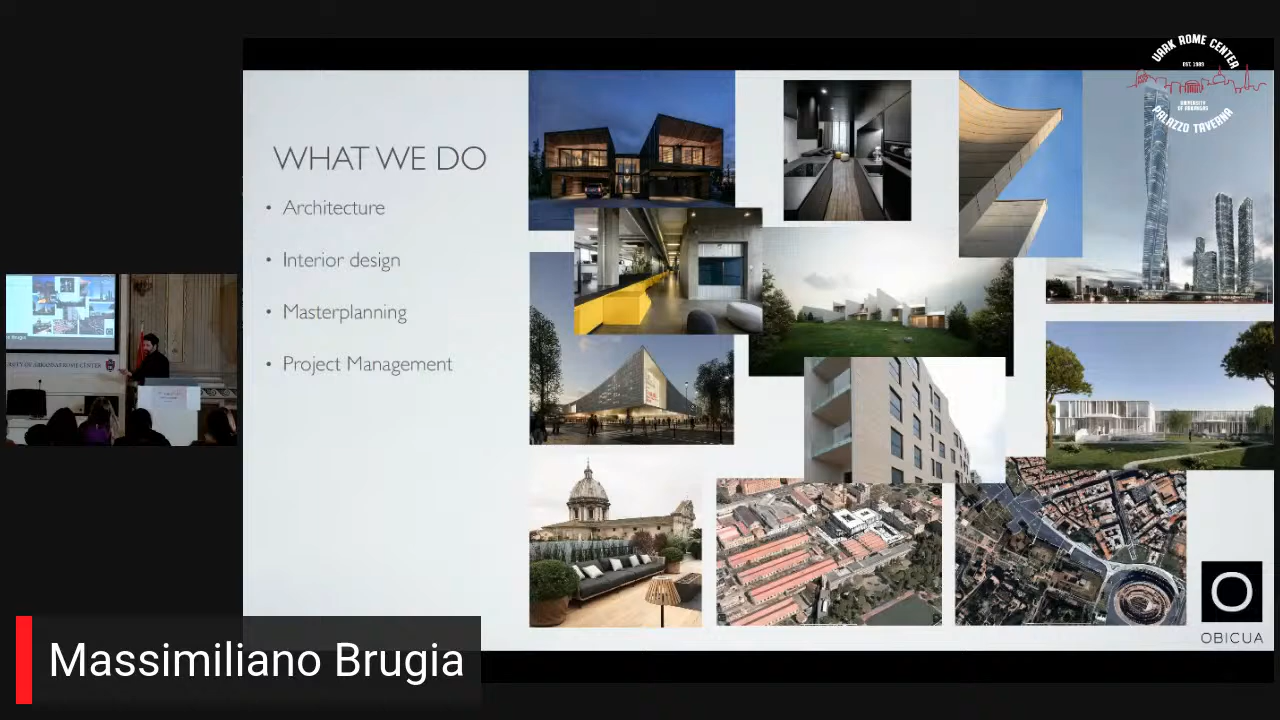 UARK ROME CENTER
EST. 1989
UNIVERSITY
OF ARKANSAS
PALAZZO TAVERNA
WHAT WE DO
• Architecture
• Interior design
• Masterplanning
• Project Management
OBICUA
Massimiliano Brugia